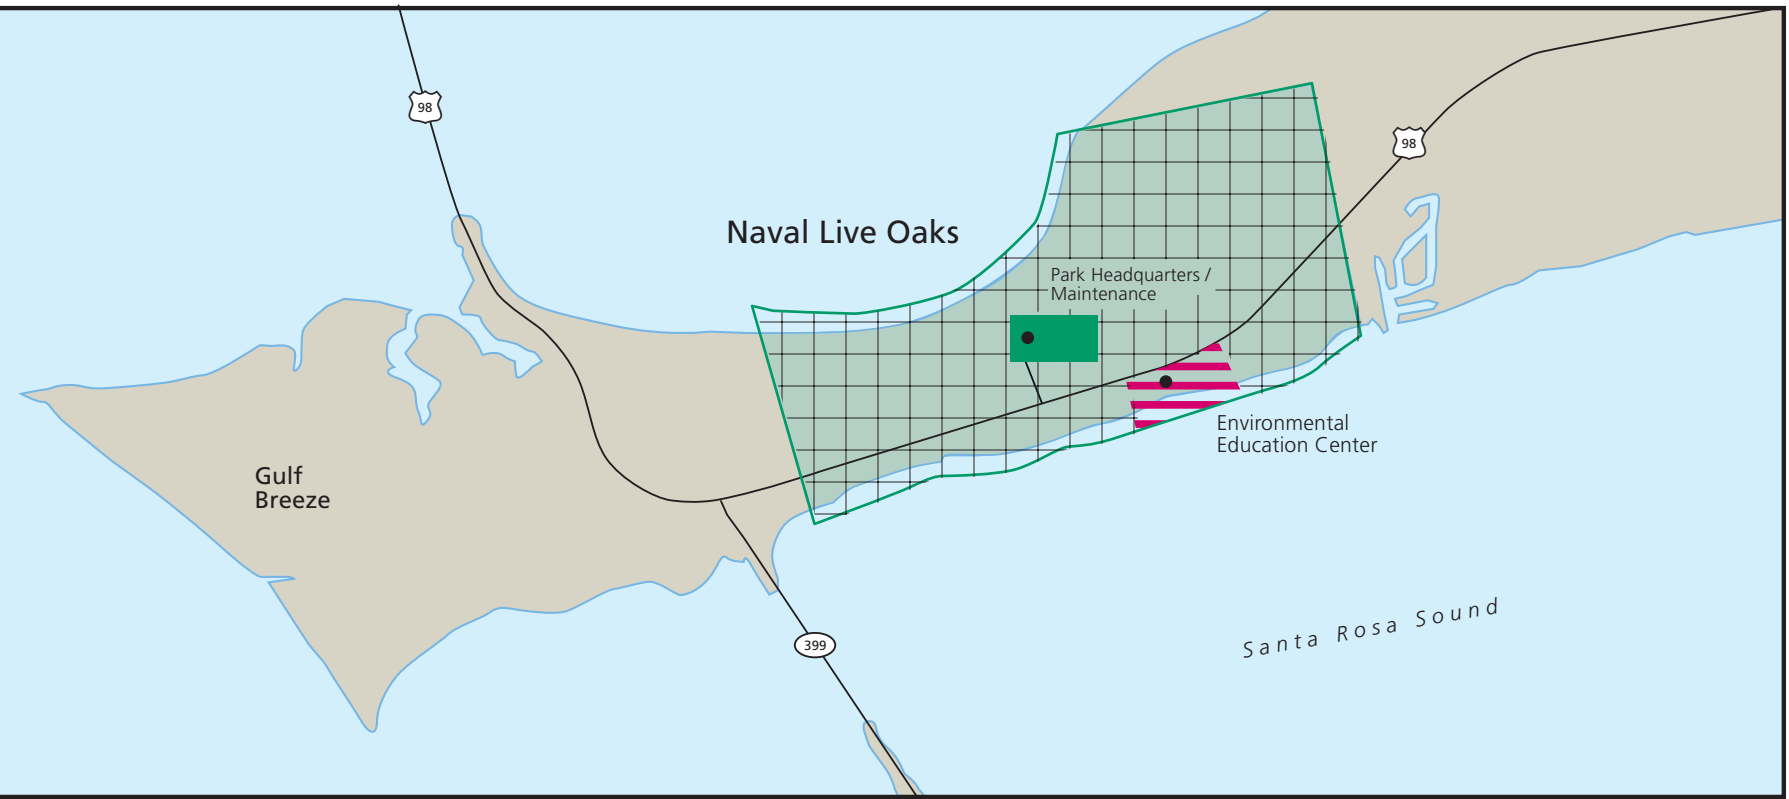 98
98
Naval Live Oaks
Park Headquarters /
Maintenance
Environmental
Education Center
Gulf
Breeze
Santa Rosa Sound
399